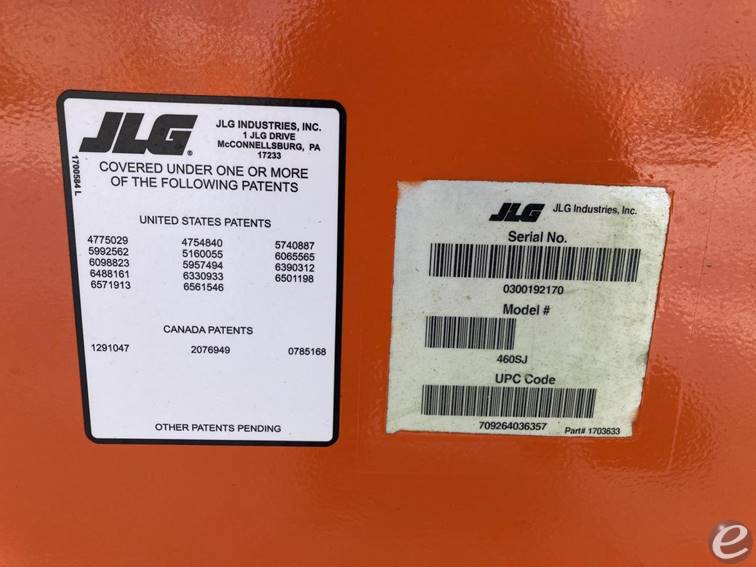 JLG
JLG INDUSTRIES, INC.
1 JLG DRIVE
McCONNELLSBURG, PA
17233
1700584 L
COVERED UNDER ONE OR MORE
OF THE FOLLOWING PATENTS
UNITED STATES PATENTS
4775029 4754840 5740887
5992562 5160055 6065565
6098823 5957494 6390312
6488161 6330933 6501198
6571913 6561546
CANADA PATENTS
1291047 2076949 0785168
OTHER PATENTS PENDING
JLG JLG Industries, Inc.
Serial No.
0300192170
Model #
460SJ
UPC Code
709264036357
Part# 1703633
e